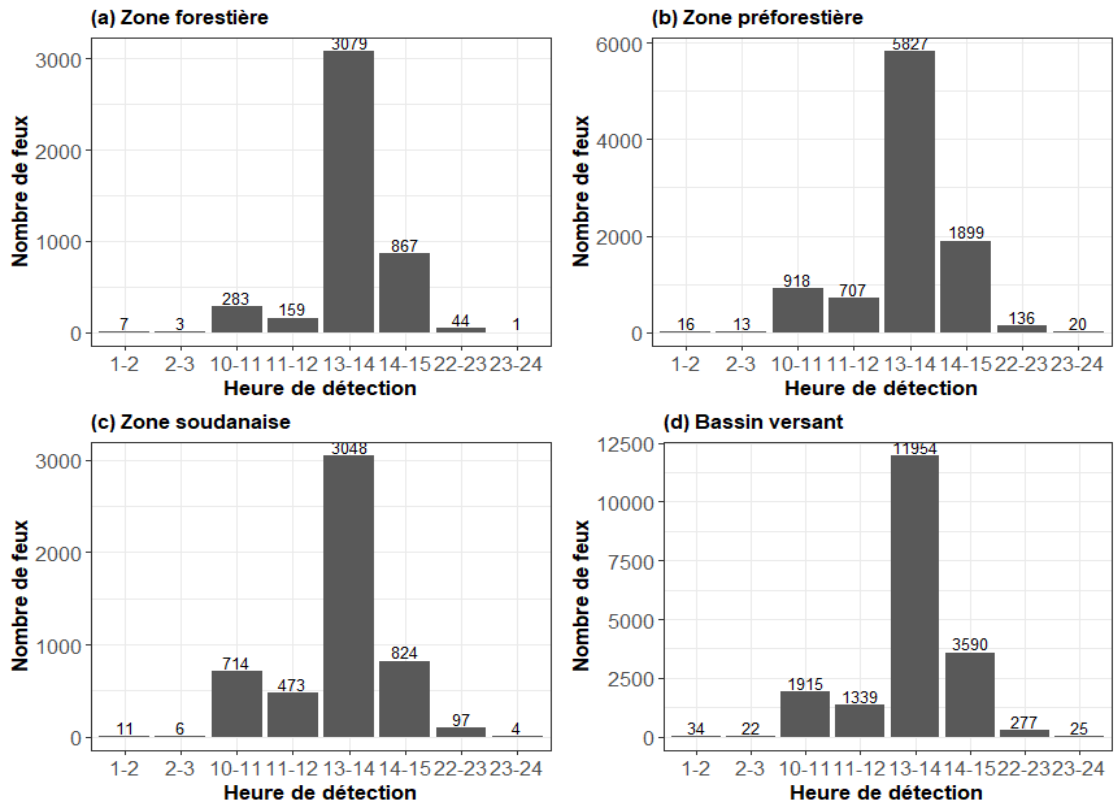 (a) Zone forestière
Nombre de feux
3000
2000
1000
0
7 3 283 159 3079 867 44 1
1-2 2-3 10-11 11-12 13-14 14-15 22-23 23-24
Heure de détection
(b) Zone préforestière
Nombre de feux
6000
4000
2000
0
16 13 918 707 5827 1899 136 20
1-2 2-3 10-11 11-12 13-14 14-15 22-23 23-24
Heure de détection
(c) Zone soudanaise
Nombre de feux
3000
2000
1000
0
11 6 714 473 3048 824 97 4
1-2 2-3 10-11 11-12 13-14 14-15 22-23 23-24
Heure de détection
(d) Bassin versant
Nombre de feux
12500
10000
7500
5000
2500
0
34 22 1915 1339 11954 3590 277 25
1-2 2-3 10-11 11-12 13-14 14-15 22-23 23-24
Heure de détection